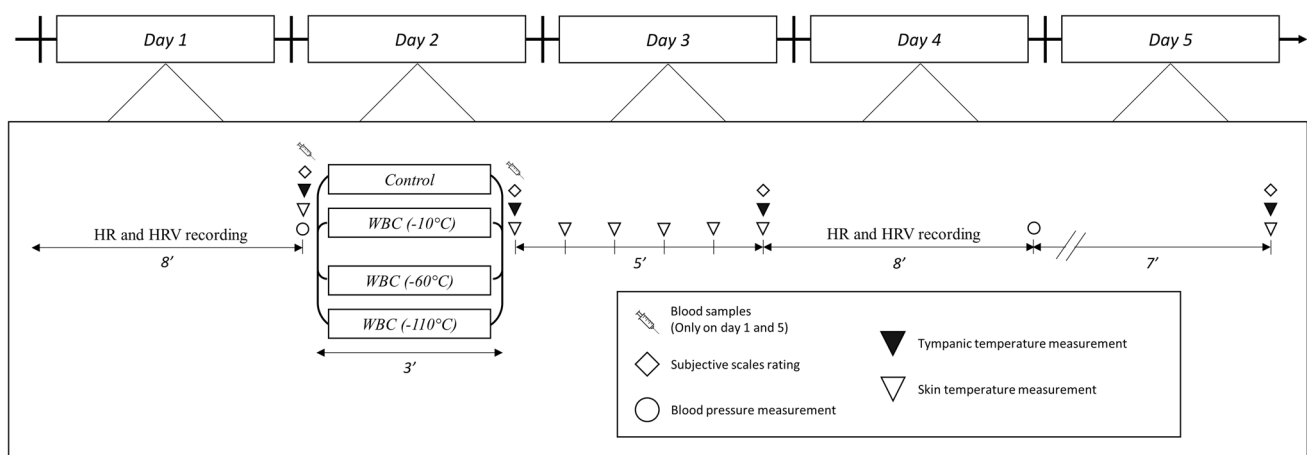 Day 1
Day 2
Day 3
Day 4
Day 5
Control
WBC (-10°C)
WBC (-60°C)
WBC (-110°C)
3’
HR and HRV recording
8’
5’
HR and HRV recording
8’
7’
Blood samples
(Only on day 1 and 5)
Subjective scales rating
Blood pressure measurement
Tympanic temperature measurement
Skin temperature measurement